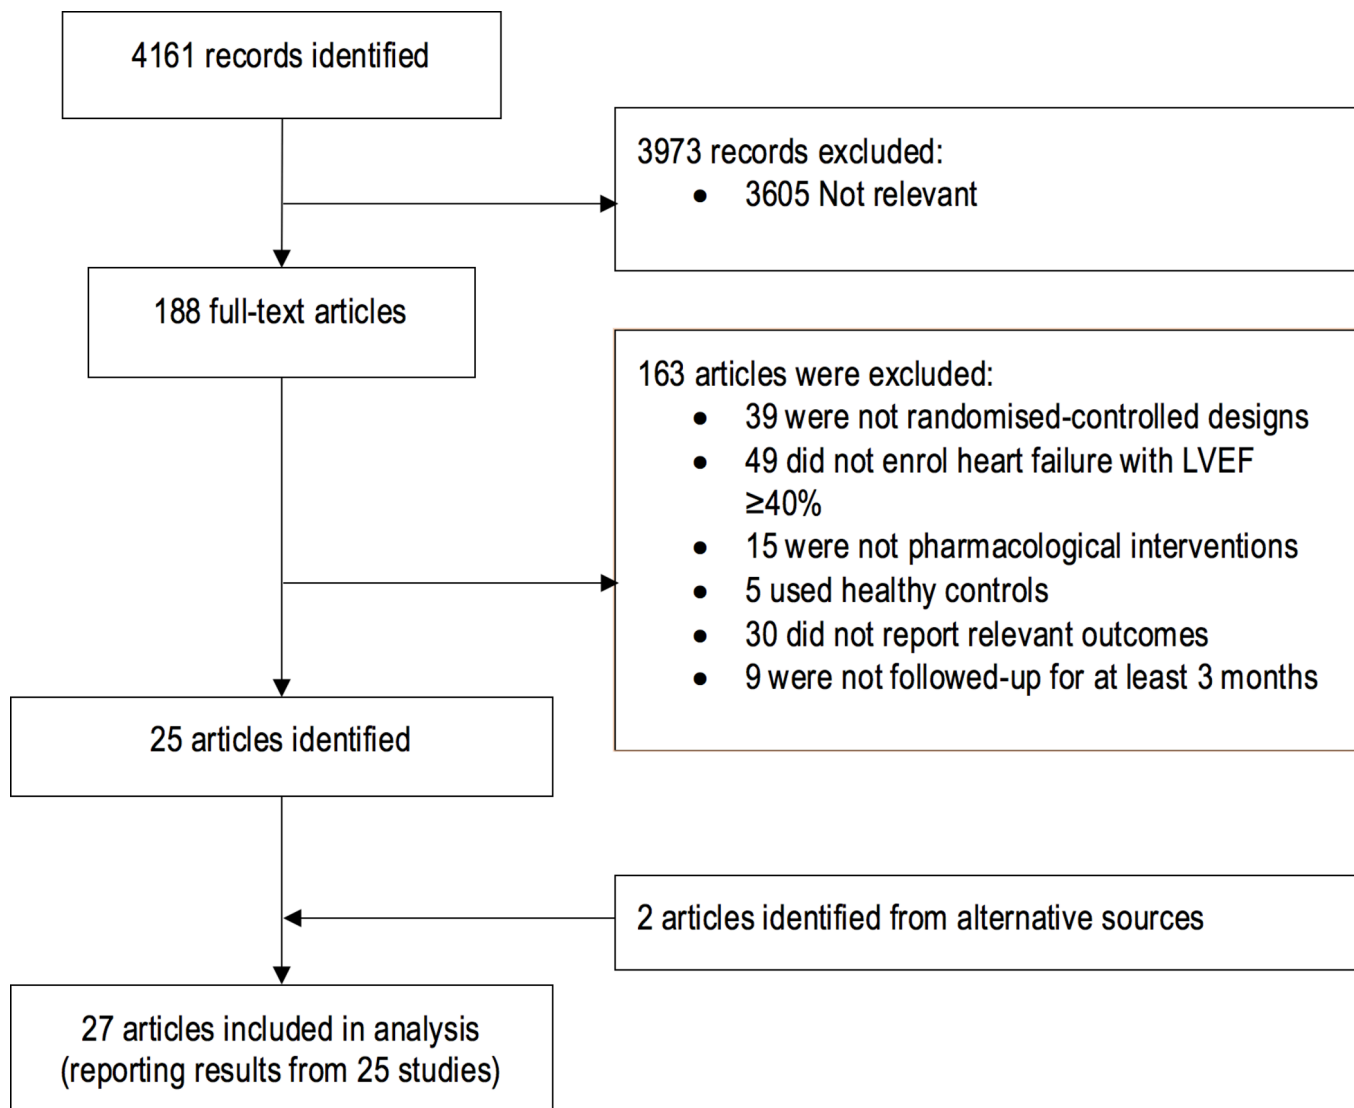 4161 records identified
3973 records excluded:
• 3605 Not relevant
188 full-text articles
163 articles were excluded:
• 39 were not randomised-controlled designs
• 49 did not enrol heart failure with LVEF
≥40%
• 15 were not pharmacological interventions
• 5 used healthy controls
• 30 did not report relevant outcomes
• 9 were not followed-up for at least 3 months
25 articles identified
2 articles identified from alternative sources
27 articles included in analysis
(reporting results from 25 studies)